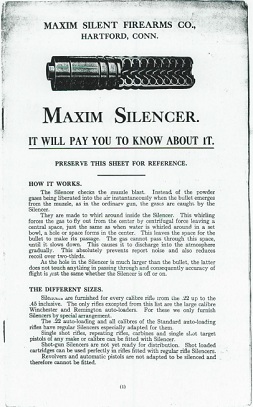 MAXIM SILENT FIREARMS CO.,
HARTFORD, CONN.
MAXIM SILENCER.
IT WILL PAY YOU TO KNOW ABOUT IT.
PRESERVE THIS SHEET FOR REFERENCE.
HOW IT WORKS.
The Silencer checks the muzzle blast. Instead of the powder
gases being liberated into the air instantaneously when the bullet emerges
from the muzzle, as in the ordinary gun, the gases are caught by the
Silencer.
They are made to whirl around inside the Silencer. This whirling
forces the gas to fly out from the center by centrifugal force leaving a
central space, just the same as when water is whirled around in a set
bowl, a hole or space forms in the center. This leaves the space for the
bullet to make its passage. The gas cannot pass through this space,
until it slows down. This causes it to discharge into the atmosphere
gradually. This absolutely prevents report noise and also reduces
recoil over two-thirds.
As the hole in the Silencer is much larger than the bullet, the latter
does not touch anything in passing through and consequently accuracy of
flight is just the same whether the Silencer is off or on.
THE DIFFERENT SIZES.
are furnished for every calibre rifle from the .22 up to the
.45 inclusive. The only rifles excepted from this list are the large calibre
Winchester and Remington auto-loaders. For these we only furnish
Silencers by special arrangement.
The .22 auto-loading and all calibres of the Standard auto-loading
rifles have regular Silencers especially adapted for them.
Single shot rifles, repeating rifles, carbines and single shot target
pistols of any make or calibre can be fitted with Silencer.
Shot-gun Silencers are not yet ready for distribution. Shot loaded
cartridges can be used perfectly in rifles fitted with regular rifle Silencers.
Revolvers and automatic pistols are not adapted to be silenced and
therefore cannot be fitted.
(1)